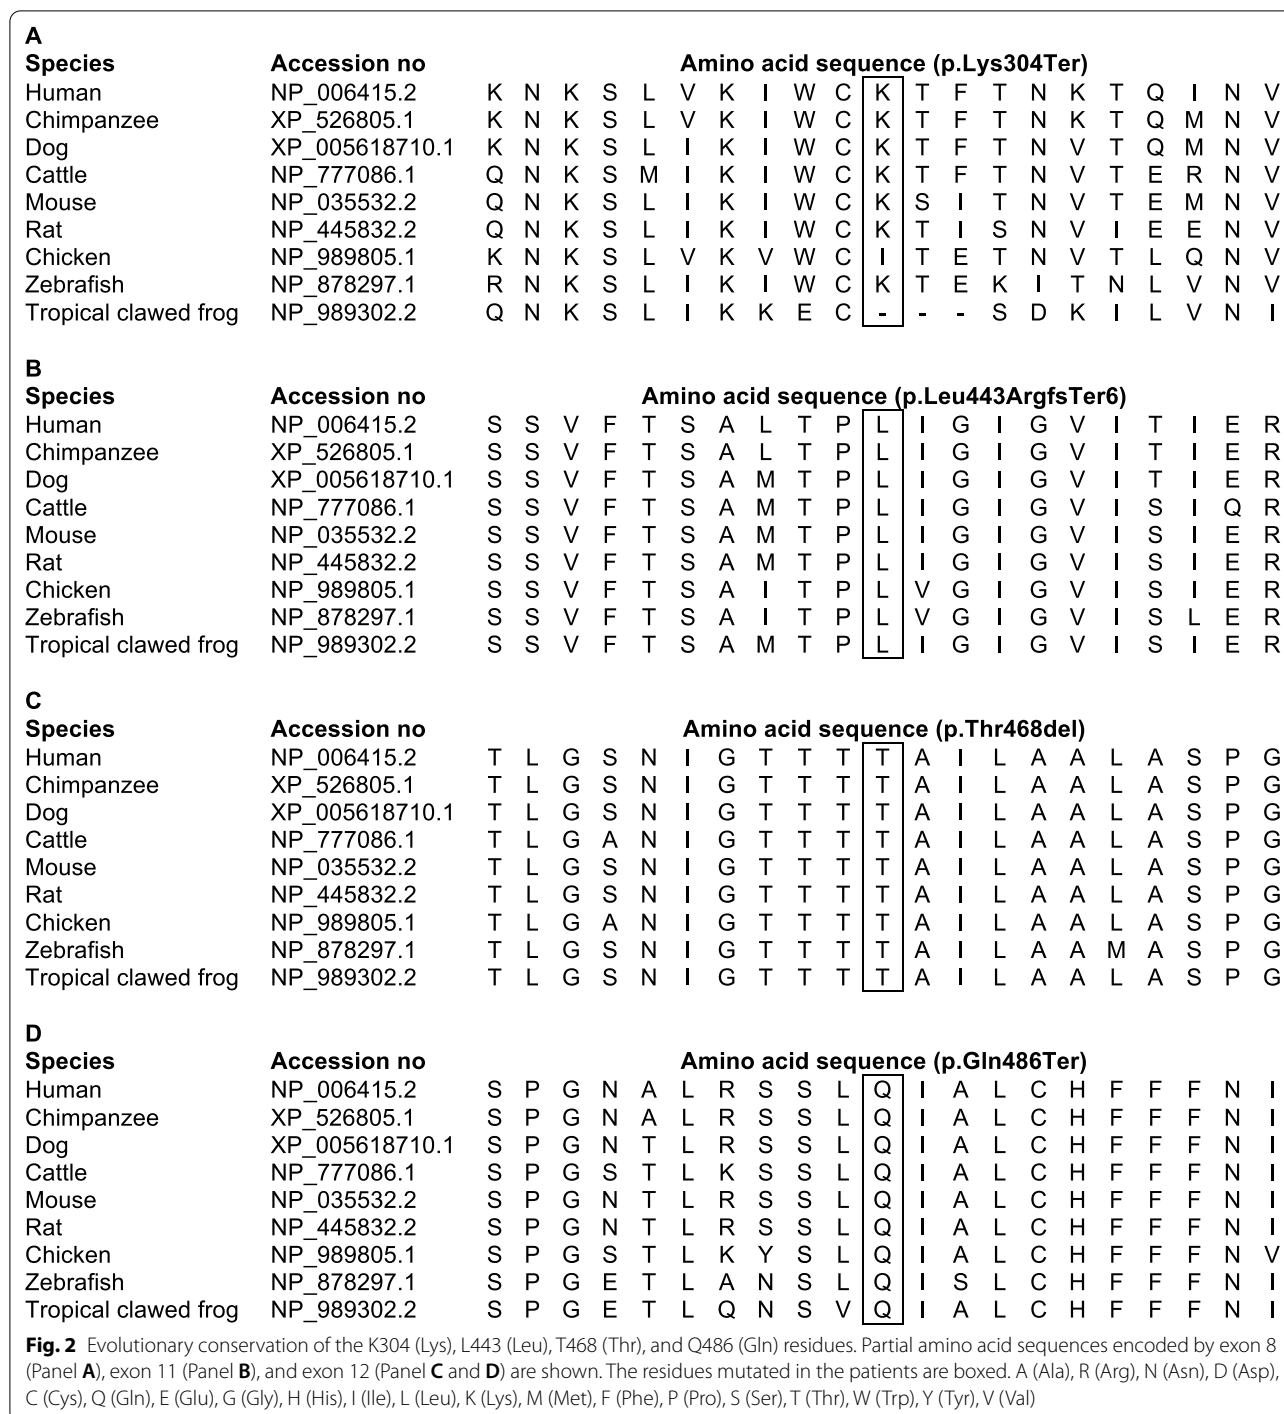 A
Species Accession no Amino acid sequence (p.Lys304Ter)
Human NP_006415.2 K N K S L V K I W C K T F T N K T Q I N V
Chimpanzee XP_526805.1 K N K S L V K I W C K T F T N K T Q M N V
Dog XP_005618710.1 K N K S L I K I W C K T F T N V T Q M N V
Cattle NP_777086.1 Q N K S M I K I W C K T F T N V T E R N V
Mouse NP_035532.2 Q N K S L I K I W C K S I T N V T E M N V
Rat NP_445832.2 Q N K S L I K I W C K T I S N V I E E N V
Chicken NP_989805.1 K N K S L V K V W C I T E T N V T L Q N V
Zebrafish NP_878297.1 R N K S L I K I W C K T E K I T N L V N V
Tropical clawed frog NP_989302.2 Q N K S L I K K E C - - - S D K I L V N I
B
Species Accession no Amino acid sequence (p.Leu443ArgfsTer6)
Human NP_006415.2 S S V F T S A L T P L I G I G V I T I E R
Chimpanzee XP_526805.1 S S V F T S A L T P L I G I G V I T I E R
Dog XP_005618710.1 S S V F T S A M T P L I G I G V I T I E R
Cattle NP_777086.1 S S V F T S A M T P L I G I G V I S I Q R
Mouse NP_035532.2 S S V F T S A M T P L I G I G V I S I E R
Rat NP_445832.2 S S V F T S A M T P L I G I G V I S I E R
Chicken NP_989805.1 S S V F T S A I T P L V G I G V I S I E R
Zebrafish NP_878297.1 S S V F T S A I T P L V G I G V I S L E R
Tropical clawed frog NP_989302.2 S S V F T S A M T P L I G I G V I S I E R
C
Species Accession no Amino acid sequence (p.Thr468del)
Human NP_006415.2 T L G S N I G T T T T A I L A A L A S P G
Chimpanzee XP_526805.1 T L G S N I G T T T T A I L A A L A S P G
Dog XP_005618710.1 T L G S N I G T T T T A I L A A L A S P G
Cattle NP_777086.1 T L G A N I G T T T T A I L A A L A S P G
Mouse NP_035532.2 T L G S N I G T T T T A I L A A L A S P G
Rat NP_445832.2 T L G S N I G T T T T A I L A A L A S P G
Chicken NP_989805.1 T L G A N I G T T T T A I L A A L A S P G
Zebrafish NP_878297.1 T L G S N I G T T T T A I L A A M A S P G
Tropical clawed frog NP_989302.2 T L G S N I G T T T T A I L A A L A S P G
D
Species Accession no Amino acid sequence (p.Gln486Ter)
Human NP_006415.2 S P G N A L R S S L Q I A L C H F F F N I
Chimpanzee XP_526805.1 S P G N A L R S S L Q I A L C H F F F N I
Dog XP_005618710.1 S P G N T L R S S L Q I A L C H F F F N I
Cattle NP_777086.1 S P G S T L K S S L Q I A L C H F F F N I
Mouse NP_035532.2 S P G N T L R S S L Q I A L C H F F F N I
Rat NP_445832.2 S P G N T L R S S L Q I A L C H F F F N I
Chicken NP_989805.1 S P G S T L K Y S L Q I A L C H F F F N V
Zebrafish NP_878297.1 S P G E T L A N S L Q I S L C H F F F N I
Tropical clawed frog NP_989302.2 S P G E T L Q N S V Q I A L C H F F F N I
Fig. 2 Evolutionary conservation of the K304 (Lys), L443 (Leu), T468 (Thr), and Q486 (Gln) residues. Partial amino acid sequences encoded by exon 8
(Panel A), exon 11 (Panel B), and exon 12 (Panel C and D) are shown. The residues mutated in the patients are boxed. A (Ala), R (Arg), N (Asn), D (Asp),
C (Cys), Q (Gln), E (Glu), G (Gly), H (His), I (Ile), L (Leu), K (Lys), M (Met), F (Phe), P (Pro), S (Ser), T (Thr), W (Trp), Y (Tyr), V (Val)